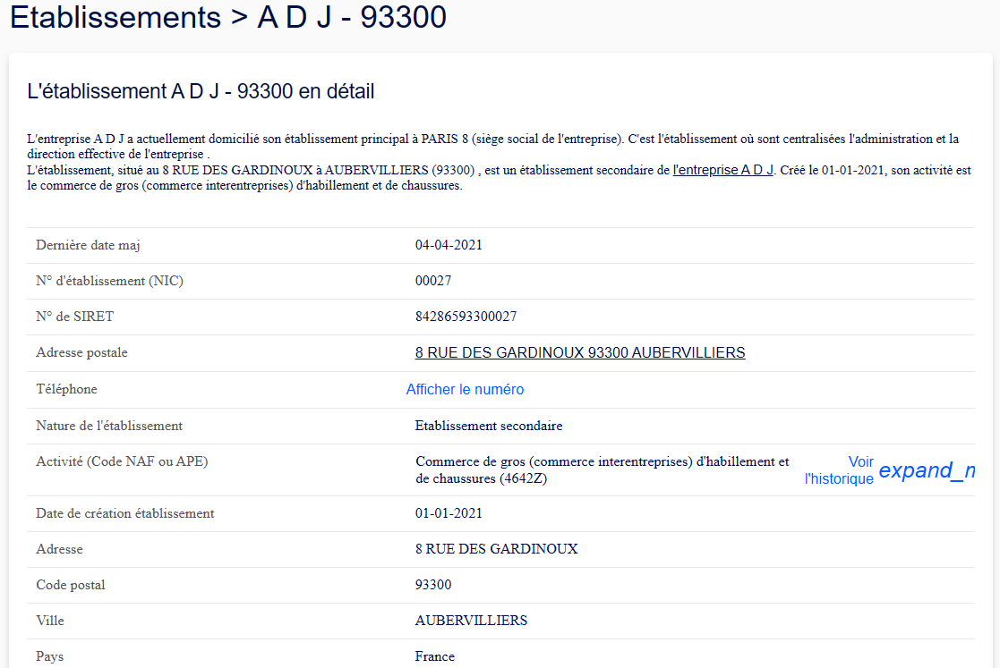 Etablissements > A D J - 93300
L'établissement A D J - 93300 en détail
L'entreprise A D J a actuellement domicilié son établissement principal à PARIS 8 (siège social de l'entreprise). C'est l'établissement où sont centralisées l'administration et la
direction effective de l'entreprise .
L'établissement, situé au 8 RUE DES GARDINOUX à AUBERVILLIERS (93300) , est un établissement secondaire de l'entreprise A D J. Créé le 01-01-2021, son activité est
le commerce de gros (commerce interentreprises) d'habillement et de chaussures.
Dernière date maj 04-04-2021
N° d'établissement (NIC) 00027
N° de SIRET 84286593300027
Adresse postale 8 RUE DES GARDINOUX 93300 AUBERVILLIERS
Téléphone Afficher le numéro
Nature de l'établissement Etablissement secondaire
Activité (Code NAF ou APE) Commerce de gros (commerce interentreprises) d'habillement et
de chaussures (4642Z)
Voir
l'historique expand_n
Date de création établissement 01-01-2021
Adresse 8 RUE DES GARDINOUX
Code postal 93300
Ville AUBERVILLIERS
Pays France